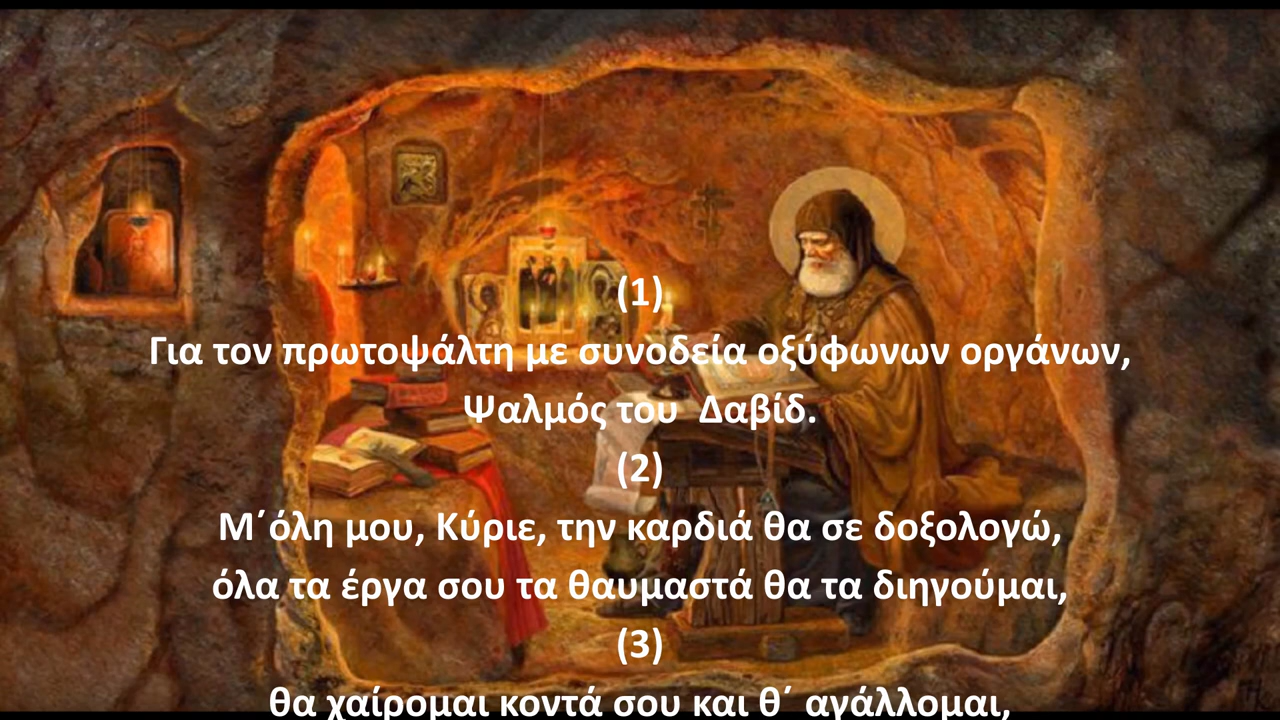 (1)
Για τον πρωτοψάλτη με συνοδεία οξύφωνων οργάνων,
Ψαλμός του  Δαβίδ.
(2)
Μ΄όλη μου, Κύριε, την καρδιά θα σε δοξολογώ,
όλα τα έργα σου τα θαυμαστά θα τα διηγούμαι,
(3)
θα χαίρομαι κοντά σου και θ΄ αγάλλομαι,